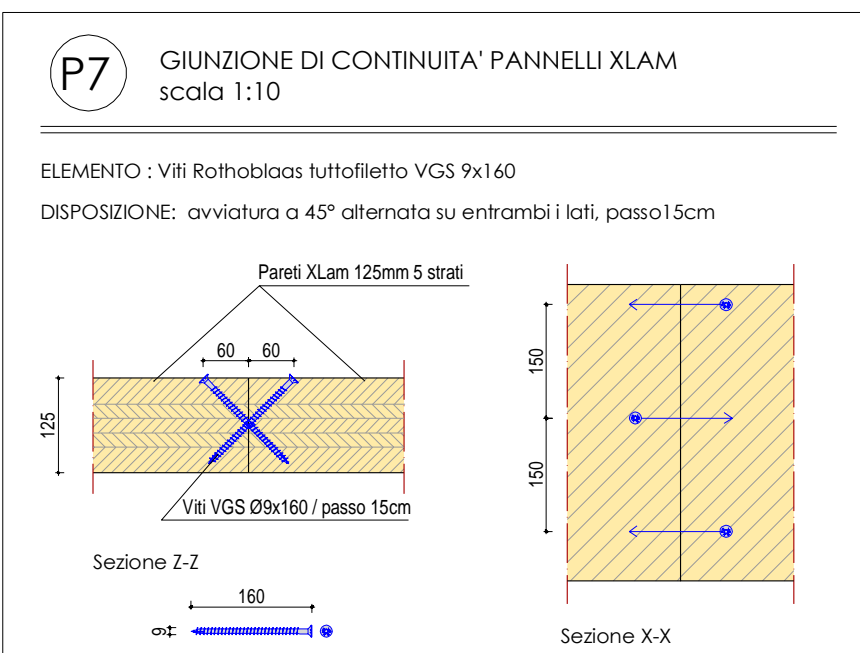 P7
GIUNZIONE DI CONTINUITA' PANNELLI XLAM
scala 1:10
ELEMENTO : Viti Rothoblaas tuttofiletto VGS 9x160
DISPOSIZIONE: avviatura a 45° alternata su entrambi i lati, passo15cm
Pareti XLam 125mm 5 strati
60 60
125
Viti VGS Ø9x160 / passo 15cm
Sezione Z-Z
160
9
150
150
Sezione X-X